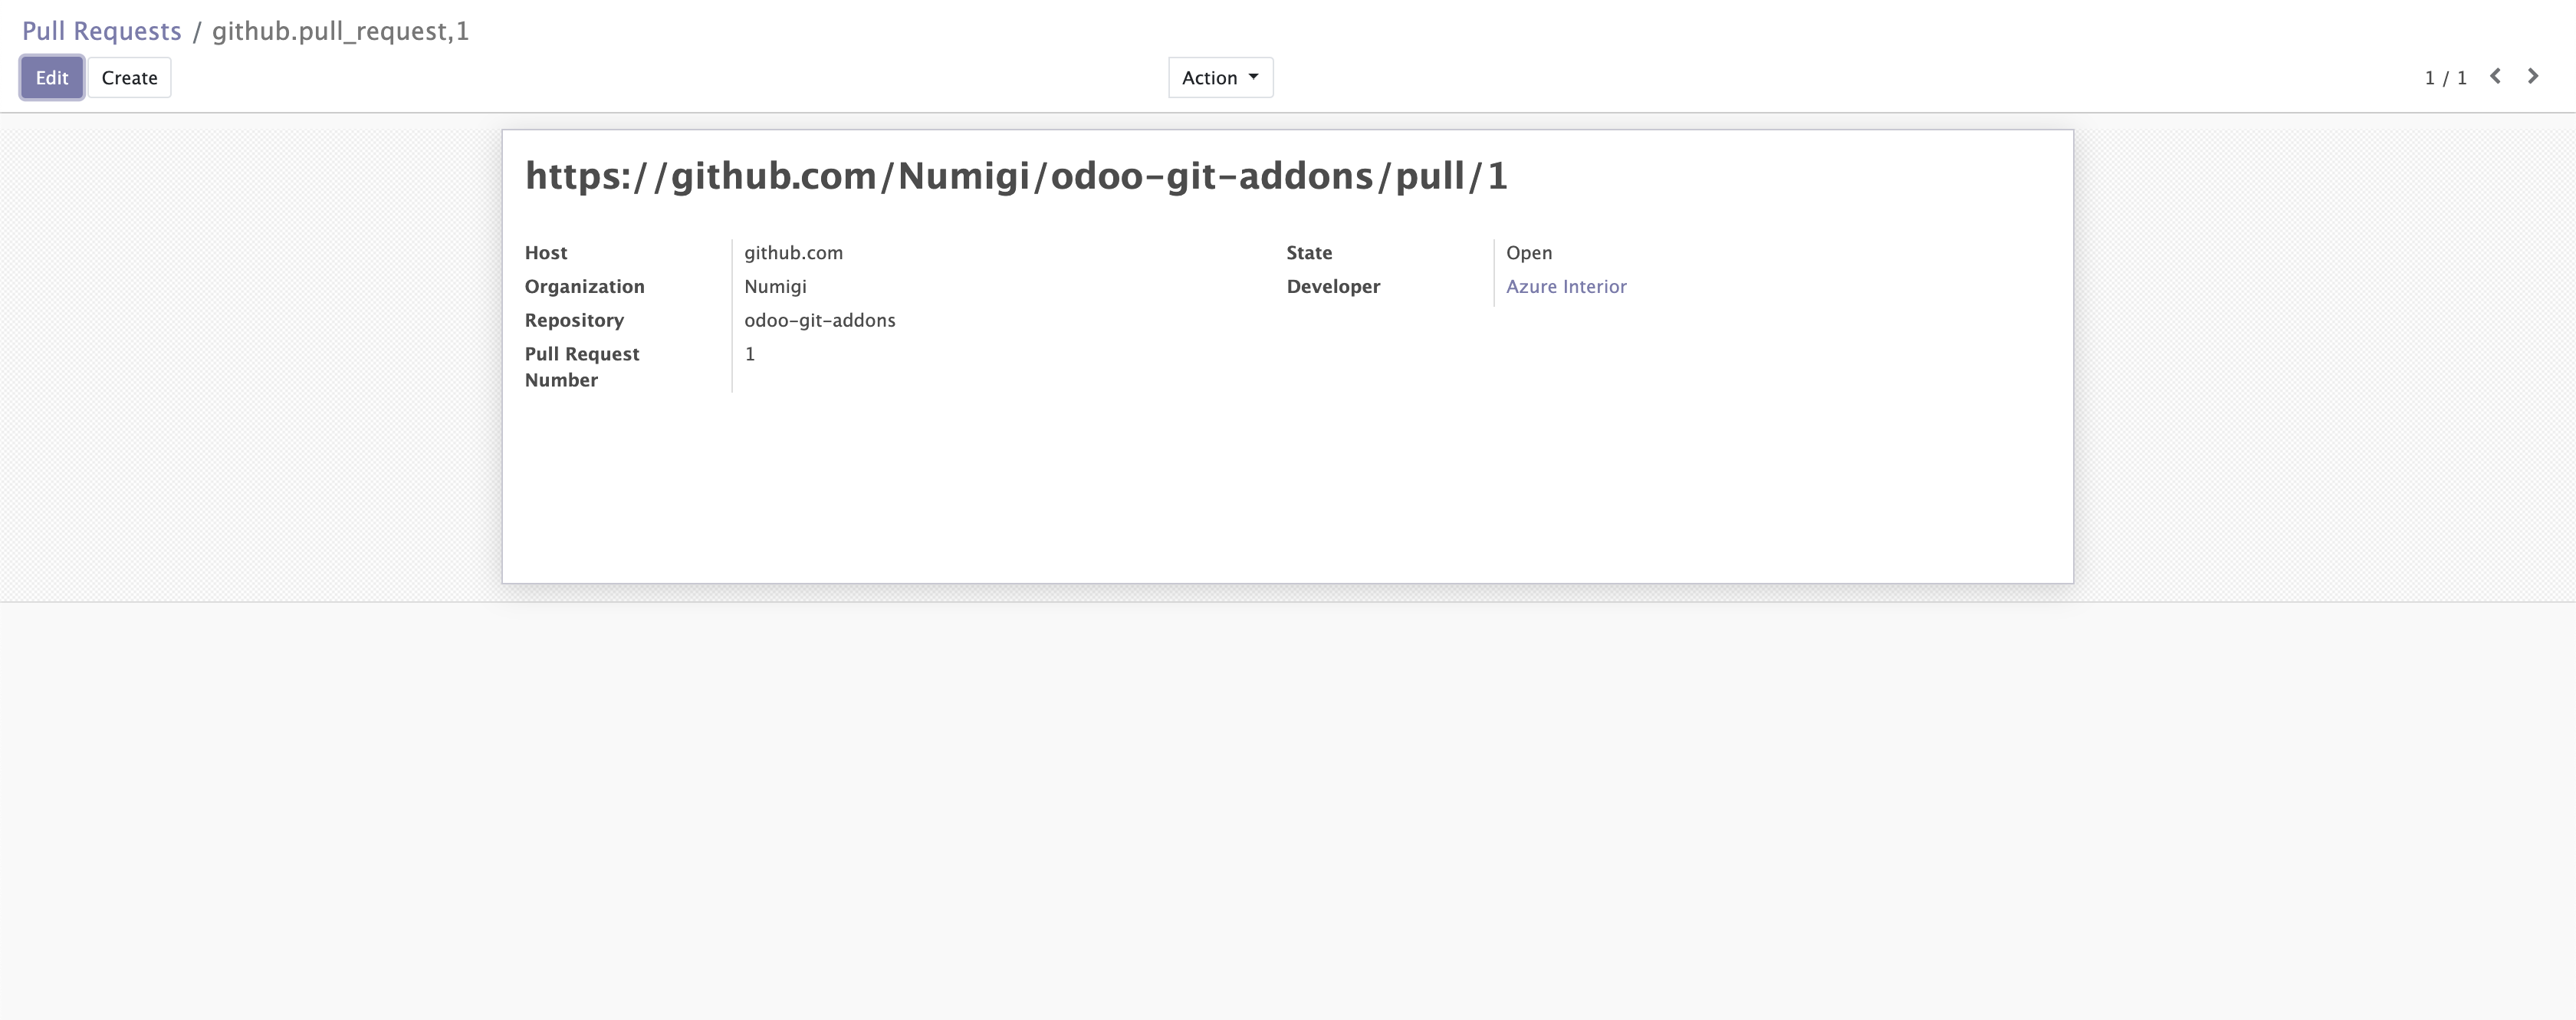 Pull Requests / github.pull_request,1
Edit Create Action 1 / 1
https://github.com/Numigi/odoo-git-addons/pull/1
Host github.com
Organization Numigi
Repository odoo-git-addons
Pull Request 1
Number
State Open
Developer Azure Interior